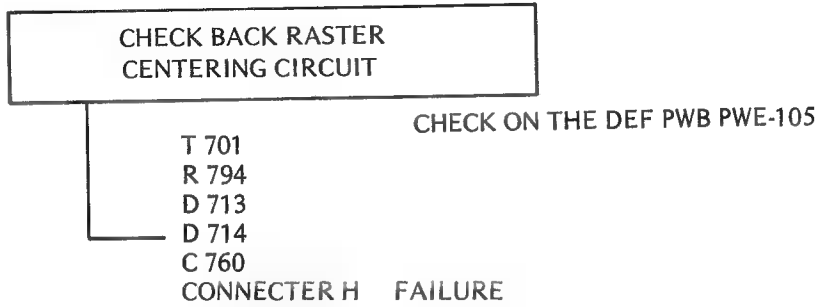 CHECK BACK RASTER
CENTERING CIRCUIT
CHECK ON THE DEF PWB PWE-105
T 701
R 794
D 713
D 714
C 760
CONNECTER H FAILURE